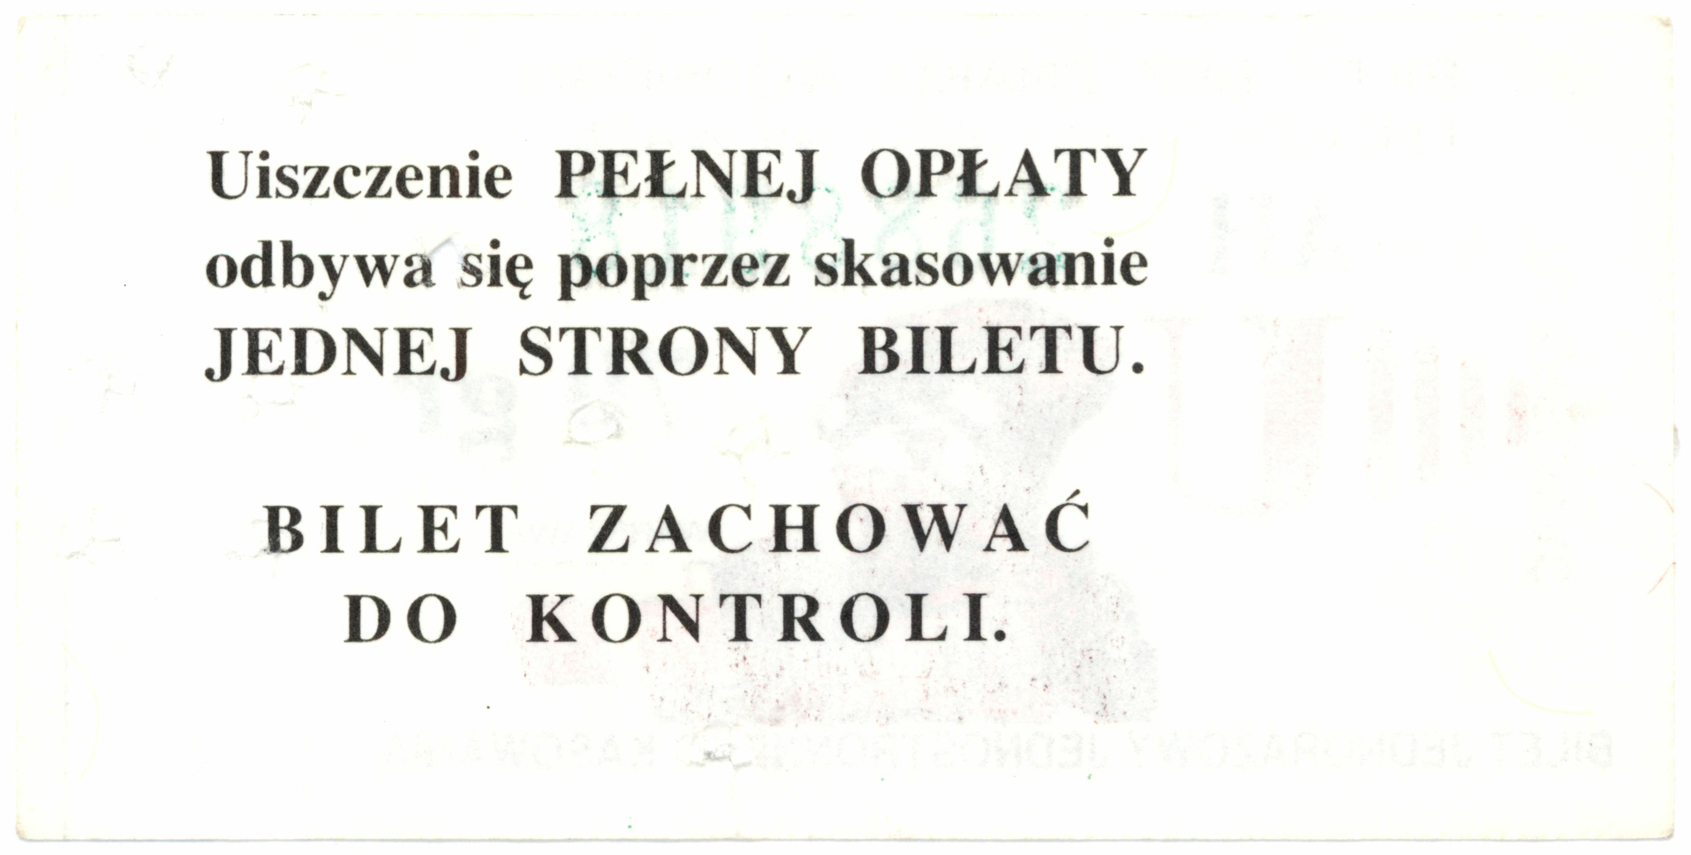 Uiszczenie PEŁNEJ OPŁATY
odbywa się poprzez skasowanie
JEDNEJ STRONY BILETU.
BILET ZACHOWAĆ
DO KONTROLI.